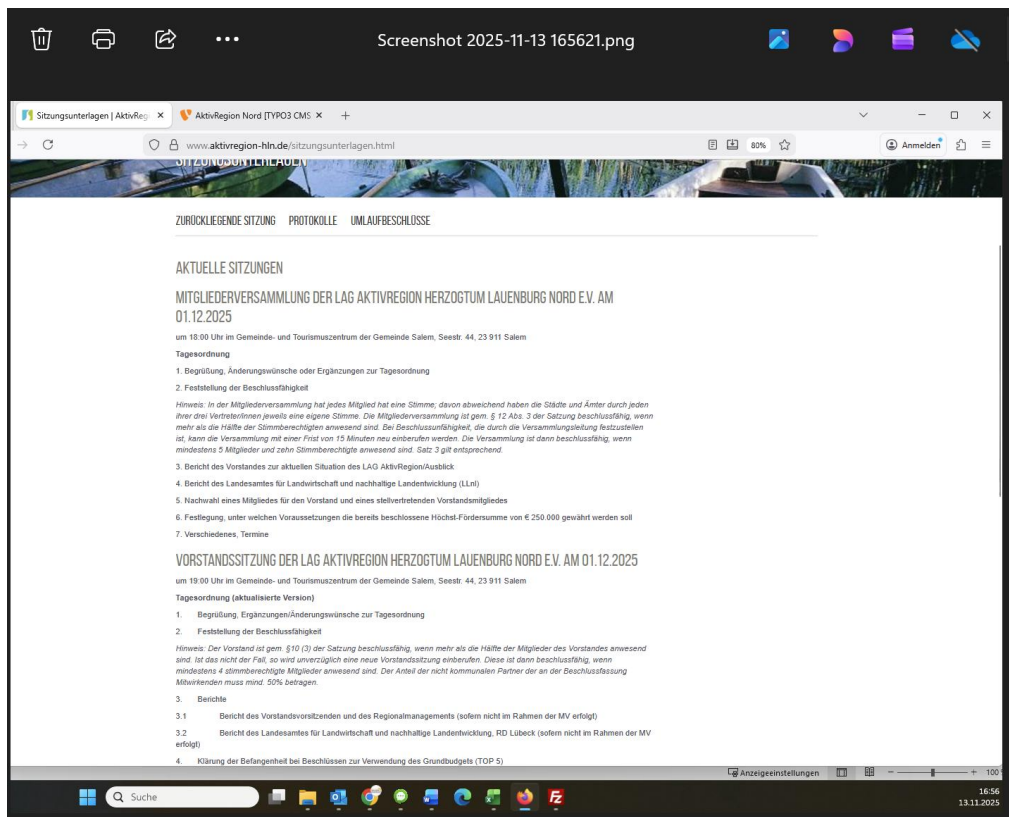 Screenshot 2025-11-13 165621.png
Sitzungsunterlagen | AktivReg
AktivRegion Nord [TYPO3 CMS
www.aktivregion-hln.de/sitzungsunterlagen.html
80%
Anmelden
SITZUNGSUNTERLAGEN
ZURÜCKLIEGENDE SITZUNG PROTOKOLLE UMLAUFBESCHLÜSSE
AKTUELLE SITZUNGEN
MITGLIEDERVERSAMMLUNG DER LAG AKTIVREGION HERZOGTUM LAUENBURG NORD E.V. AM
01.12.2025
um 18:00 Uhr im Gemeinde- und Tourismuszentrum der Gemeinde Salem, Seestr. 44, 23 911 Salem
Tagesordnung
1. Begrüßung, Änderungswünsche oder Ergänzungen zur Tagesordnung
2. Feststellung der Beschlussfähigkeit
Hinweis: In der Mitgliederversammlung hat jedes Mitglied hat eine Stimme; davon abweichend haben die Städte und Ämter durch jeden
ihrer drei Vertreter/innen jeweils eine eigene Stimme. Die Mitgliederversammlung ist gem. § 12 Abs. 3 der Satzung beschlussfähig, wenn
mehr als die Hälfte der Stimmberechtigten anwesend sind. Bei Beschlussunfähigkeit, die durch die Versammlungsleitung festzustellen
ist, kann die Versammlung mit einer Frist von 15 Minuten neu einberufen werden. Die Versammlung ist dann beschlussfähig, wenn
mindestens 5 Mitglieder und zehn Stimmberechtigte anwesend sind. Satz 3 gilt entsprechend.
3. Bericht des Vorstandes zur aktuellen Situation des LAG AktivRegion/Ausblick
4. Bericht des Landesamtes für Landwirtschaft und nachhaltige Landentwicklung (LLnl)
5. Nachwahl eines Mitgliedes für den Vorstand und eines stellvertretenden Vorstandsmitgliedes
6. Festlegung, unter welchen Voraussetzungen die bereits beschlossene Höchst-Fördersumme von € 250.000 gewährt werden soll
7. Verschiedenes, Termine
VORSTANDSSITZUNG DER LAG AKTIVREGION HERZOGTUM LAUENBURG NORD E.V. AM 01.12.2025
um 19:00 Uhr im Gemeinde- und Tourismuszentrum der Gemeinde Salem, Seestr. 44, 23 911 Salem
Tagesordnung (aktualisierte Version)
1. Begrüßung, Ergänzungen/Änderungswünsche zur Tagesordnung
2. Feststellung der Beschlussfähigkeit
Hinweis: Der Vorstand ist gem. §10 (3) der Satzung beschlussfähig, wenn mehr als die Hälfte der Mitglieder des Vorstandes anwesend
sind. Ist das nicht der Fall, so wird unverzüglich eine neue Vorstandssitzung einberufen. Diese ist dann beschlussfähig, wenn
mindestens 4 stimmberechtigte Mitglieder anwesend sind. Der Anteil der nicht kommunalen Partner der an der Beschlussfassung
Mitwirkenden muss mind. 50% betragen.
3. Berichte
3.1 Bericht des Vorstandsvorsitzenden und des Regionalmanagements (sofern nicht im Rahmen der MV erfolgt)
3.2 Bericht des Landesamtes für Landwirtschaft und nachhaltige Landentwicklung, RD Lübeck (sofern nicht im Rahmen der MV
erfolgt)
4. Klärung der Befangenheit bei Beschlüssen zur Verwendung des Grundbudgets (TOP 5)
Anzeigeeinstellungen
100
Suche
16:56
13.11.2025